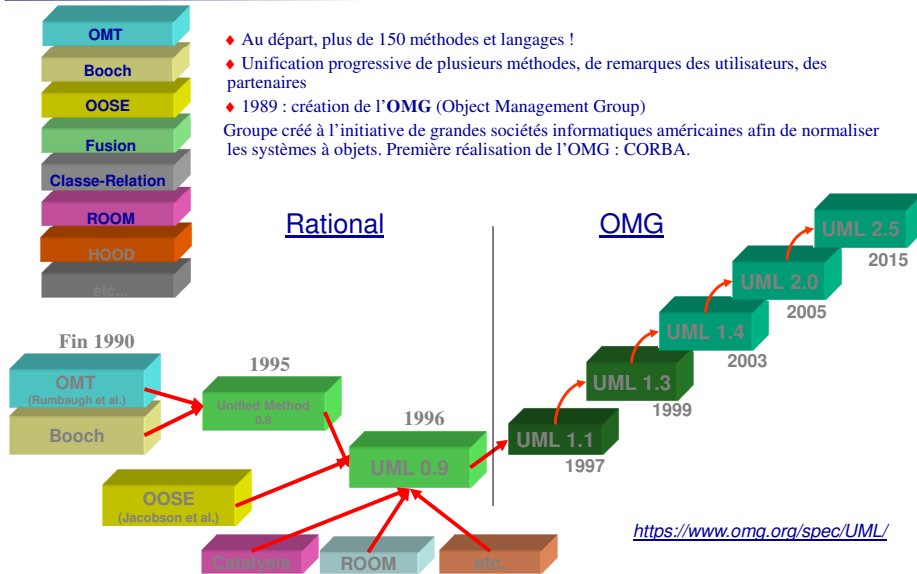 OMT
Booch
OOSE
Fusion
Classe-Relation
ROOM
HOOD
etc...
♦ Au départ, plus de 150 méthodes et langages !
♦ Unification progressive de plusieurs méthodes, de remarques des utilisateurs, des
partenaires
♦ 1989 : création de l'OMG (Object Management Group)
Groupe créé à l'initiative de grandes sociétés informatiques américaines afin de normaliser
les systèmes à objets. Première réalisation de l'OMG : CORBA.
Rational
OMG
UML 2.5
2015
UML 2.0
2005
UML 1.4
2003
UML 1.3
1999
UML 1.1
1997
Fin 1990
OMT
(Rumbaugh et al.)
Booch
1995
Unified Method
0.8
1996
UML 0.9
OOSE
(Jacobson et al.)
Catalysis
ROOM
etc.
https://www.omg.org/spec/UML/